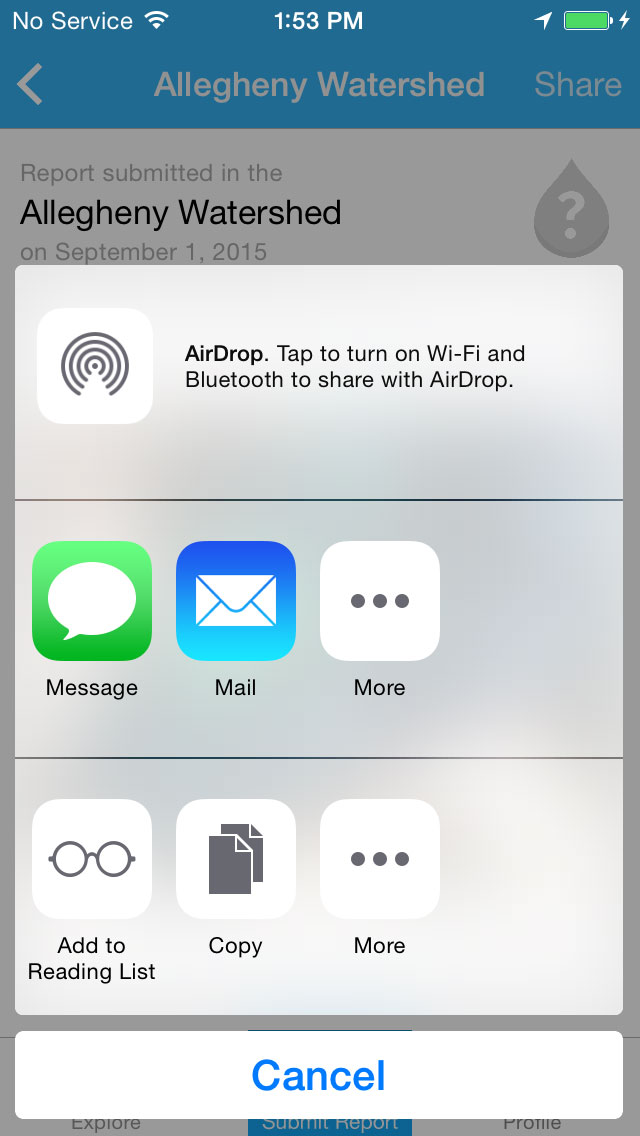 No Service 1:53 PM
Allegheny Watershed Share
Report submitted in the
Allegheny Watershed
on September 1, 2015
?
AirDrop. Tap to turn on Wi-Fi and
Bluetooth to share with AirDrop.
Message Mail More
Add to
Reading List Copy More
Cancel
Explore Submit Report Profile